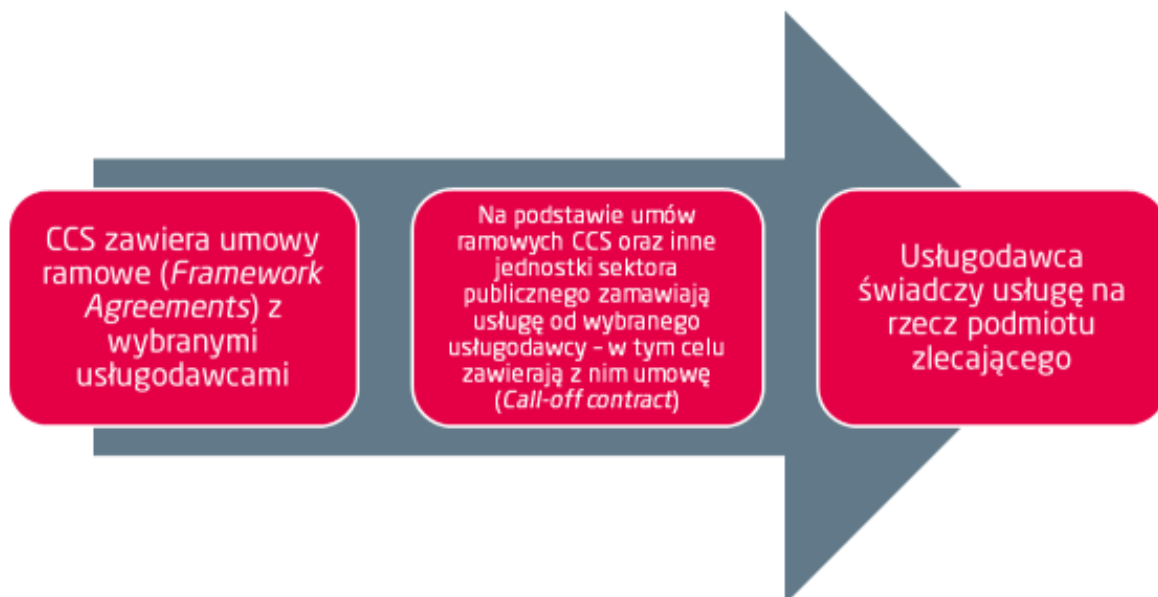 CCS zawiera umowy
ramowe (Framework
Agreements) z
wybranymi
usługodawcami
Na podstawie umów
ramowych CCS oraz inne
jednostki sektora
publicznego zamawiają
usługę od wybranego
usługodawcy – w tym celu
zawierają z nim umowę
(Call-off contract)
Usługodawca
świadczy usługę na
rzecz podmiotu
zlecającego